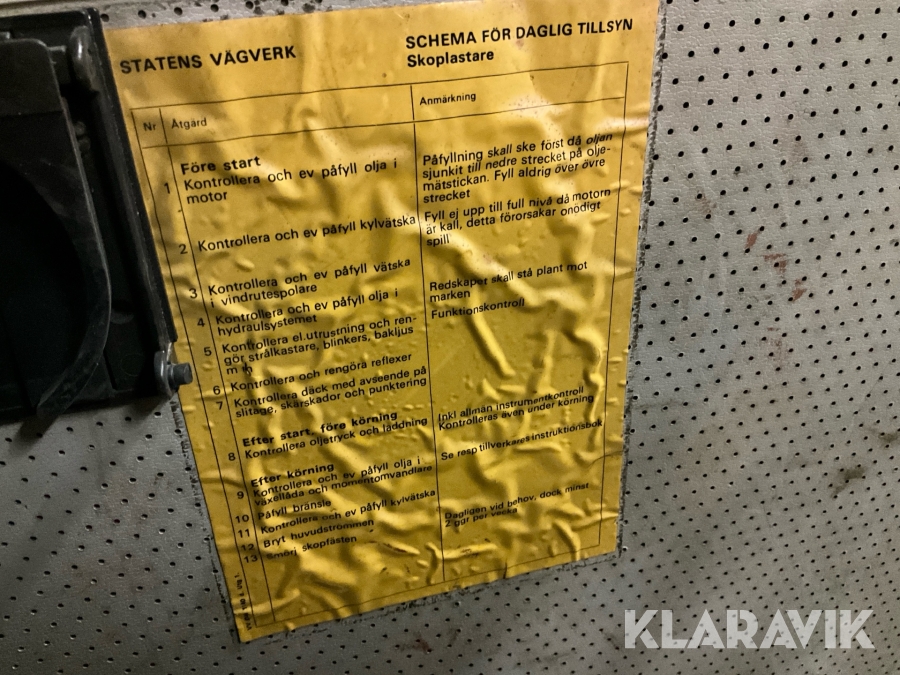 STATENS VÄGVERK
SCHEMA FÖR DAGLIG TILLSYN
Skoplastare
Nr Åtgärd
Anmärkning
Före start
1 Kontrollera och ev påfyll olja i
motor
Påfyllning skall ske först då oljan
sjunkit till nedre strecket på olje-
mätstickan. Fyll aldrig över övre
strecket
2 Kontrollera och ev påfyll kylvätska
Fyll ej upp till full nivå då motorn
är kall, detta förorsakar onödigt
spill
3 Kontrollera och ev påfyll vätska
i vindrutespolare
4 Kontrollera och ev påfyll olja i
hydraulsystemet
Redskapet skall stå plant mot
marken
5 Kontrollera el.utrustning och ren-
gör strålkastare, blinkers, bakljus
m m
Funktionskontroll
6 Kontrollera och rengöra reflexer
7 Kontrollera däck med avseende på
slitage, skärskador och punktering
Efter start, före körning
8 Kontrollera oljetryck och laddning
Inkl allmän instrumentkontroll
Kontrolleras även under körning
Efter körning
9 Kontrollera och ev påfyll olja i
växellåda och momentomvandlare
Se resp tillverkares instruktionsbok
10 Påfyll bränsle
11 Kontrollera och ev påfyll kylvätska
12 Bryt huvudströmmen
13 Smörj skopfästen
Dagligen vid behov, dock minst
2 ggr per vecka
KLARAVIK